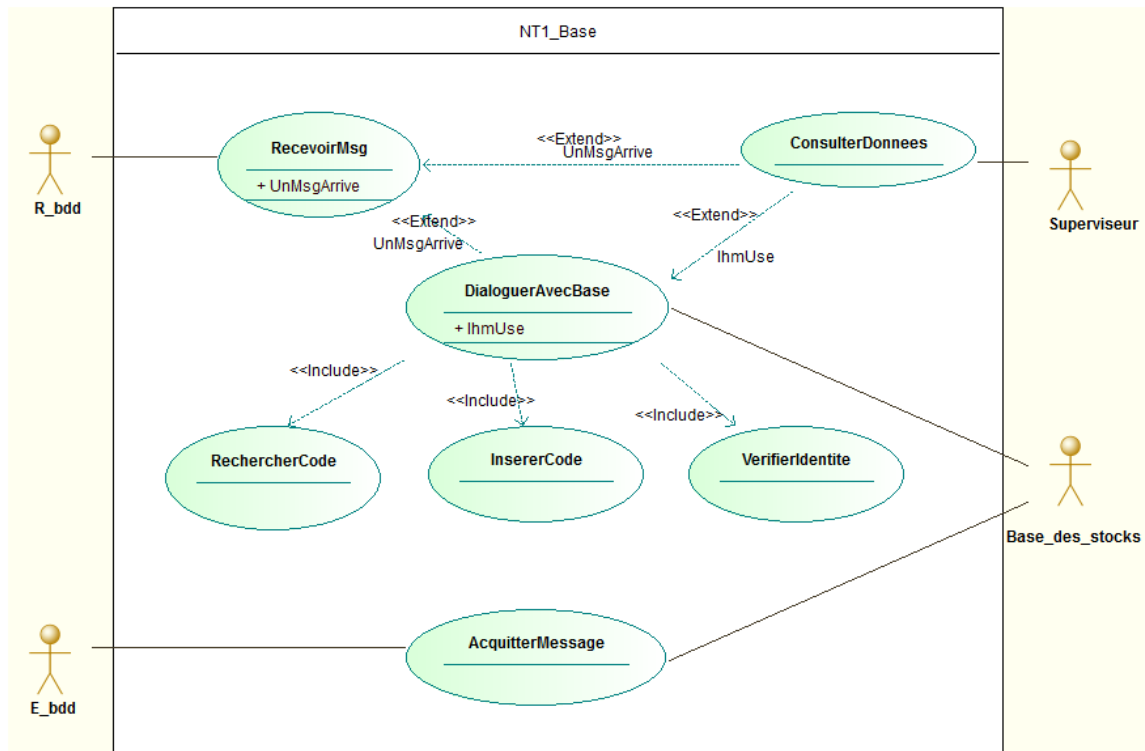 NT1_Base
RecevoirMsg
+ UnMsgArrive
<<Extend>>
UnMsgArrive
ConsulterDonnees
R_bdd
Superviseur
<<Extend>>
UnMsgArrive
<<Extend>>
IhmUse
DialoguerAvecBase
+ IhmUse
<<Include>>
<<Include>>
<<Include>>
RechercherCode
InsererCode
VerifierIdentite
Base_des_stocks
AcquitterMessage
E_bdd